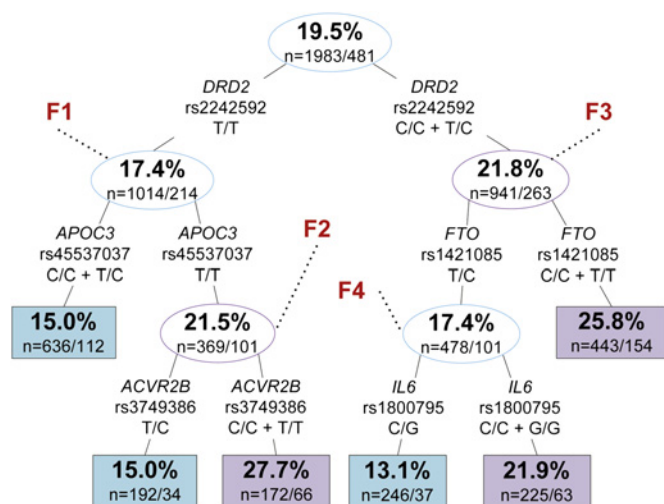 19.5%
n=1983/481
DRD2
rs2242592
T/T
DRD2
rs2242592
C/C + T/C
F1
F3
17.4%
n=1014/214
21.8%
n=941/263
APOC3
rs45537037
C/C + T/C
APOC3
rs45537037
T/T
F2
FTO
rs1421085
T/C
FTO
rs1421085
C/C + T/T
F4
15.0%
n=636/112
21.5%
n=369/101
17.4%
n=478/101
25.8%
n=443/154
ACVR2B
rs3749386
T/C
ACVR2B
rs3749386
C/C + T/T
IL6
rs1800795
C/G
IL6
rs1800795
C/C + G/G
15.0%
n=192/34
27.7%
n=172/66
13.1%
n=246/37
21.9%
n=225/63